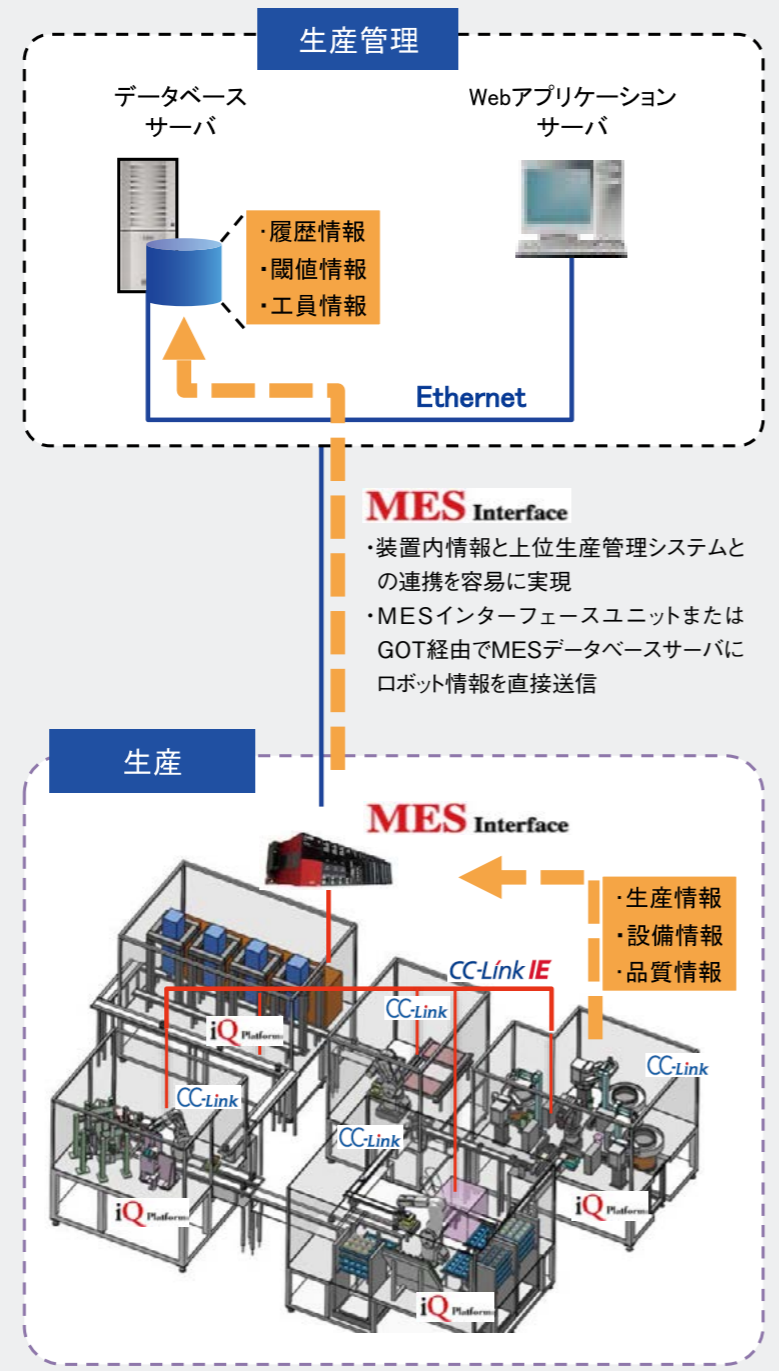 生産管理
データベース
サーバ
Webアプリケーション
サーバ
・履歴情報
・閾値情報
・工員情報
Ethernet
MES Interface
・装置内情報と上位生産管理システムと
の連携を容易に実現
・MESインターフェースユニットまたは
GOT経由でMESデータベースサーバに
ロボット情報を直接送信
生産
MES Interface
・生産情報
・設備情報
・品質情報
CC-Link IE
CC-Link
iQ Platform
CC-Link
CC-Link
CC-Link
iQ Platform
iQ Platform
iQ Platform